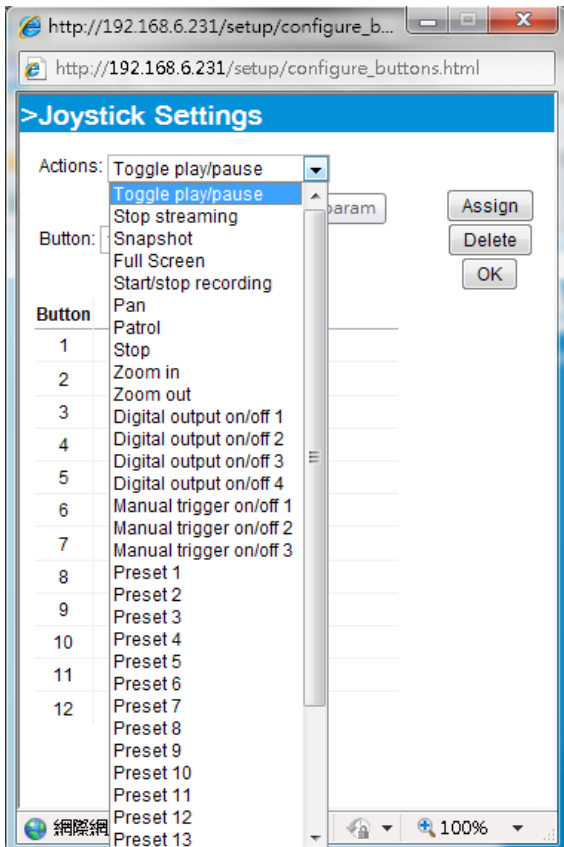 http://192.168.6.231/setup/configure_b...
http://192.168.6.231/setup/configure_buttons.html
>Joystick Settings
Actions: Toggle play/pause
Toggle play/pause
Stop streaming
Snapshot
Full Screen
Start/stop recording
Pan
Patrol
Stop
Zoom in
Zoom out
Digital output on/off 1
Digital output on/off 2
Digital output on/off 3
Digital output on/off 4
Manual trigger on/off 1
Manual trigger on/off 2
Manual trigger on/off 3
Preset 1
Preset 2
Preset 3
Preset 4
Preset 5
Preset 6
Preset 7
Preset 8
Preset 9
Preset 10
Preset 11
Preset 12
Preset 13
param
Assign
Button:
Delete
OK
Button
1
2
3
4
5
6
7
8
9
10
11
12
網際網
100%